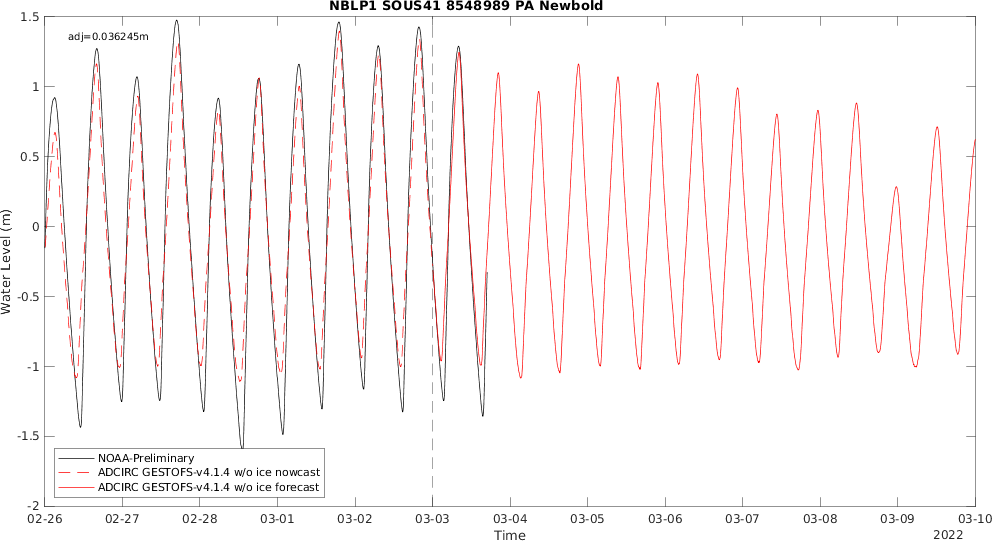 NBLP1 SOUS41 8548989 PA Newbold
adj=0.036245m
1.5
1
0.5
0
-0.5
-1
-1.5
-2
Water Level (m)
NOAA-Preliminary
ADCIRC GESTOFS-v4.1.4 w/o ice nowcast
ADCIRC GESTOFS-v4.1.4 w/o ice forecast
02-26 02-27 02-28 03-01 03-02 03-03 03-04 03-05 03-06 03-07 03-08 03-09 03-10
Time
2022